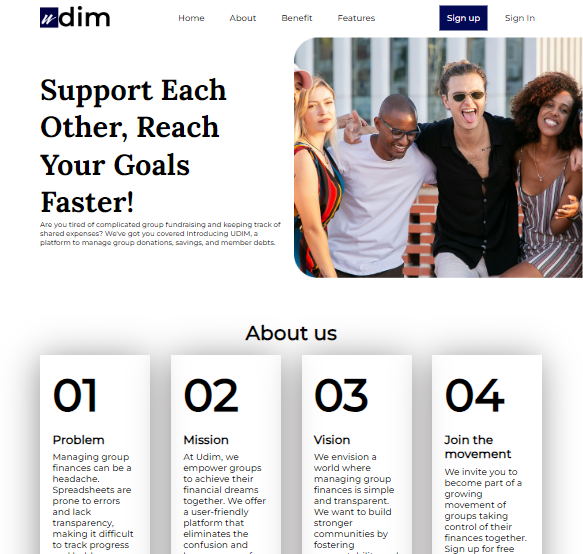 udim
Home
About
Benefit
Features
Sign up
Sign In
Support Each
Other, Reach
Your Goals
Faster!
Are you tired of complicated group fundraising and keeping track of
shared expenses? We've got you covered Introducing UDIM, a
platform to manage group donations, savings, and member debts.
About us
01
Problem
Managing group
finances can be a
headache.
Spreadsheets are
prone to errors
and lack
transparency,
making it difficult
to track progress
02
Mission
At Udim, we
empower groups
to achieve their
financial dreams
together. We offer
a user-friendly
platform that
eliminates the
confusion and
03
Vision
We envision a
world where
managing group
finances is simple
and transparent.
We want to build
stronger
communities by
fostering
04
Join the
movement
We invite you to
become part of a
growing
movement of
groups taking
control of their
finances together.
Sign up for free